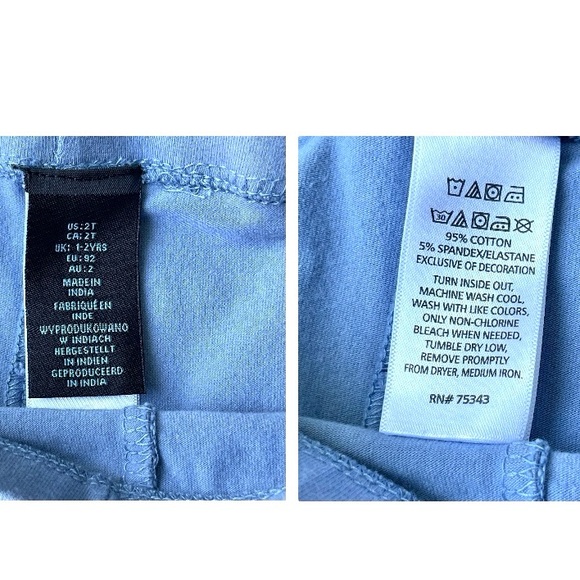 US: 2T
CA: 2T
UK: 1-2YRS
EU: 92
AU: 2
MADE IN
INDIA
FABRIQUÉ EN
INDE
WYPRODUKOWANO
W INDIACH
HERGESTELLT
IN INDIEN
GEPRODUCEERD
IN INDIA
30
95% COTTON
5% SPANDEX/ELASTANE
EXCLUSIVE OF DECORATION
TURN INSIDE OUT,
MACHINE WASH COOL,
WASH WITH LIKE COLORS,
ONLY NON-CHLORINE
BLEACH WHEN NEEDED,
TUMBLE DRY LOW,
REMOVE PROMPTLY
FROM DRYER, MEDIUM IRON.
RN# 75343